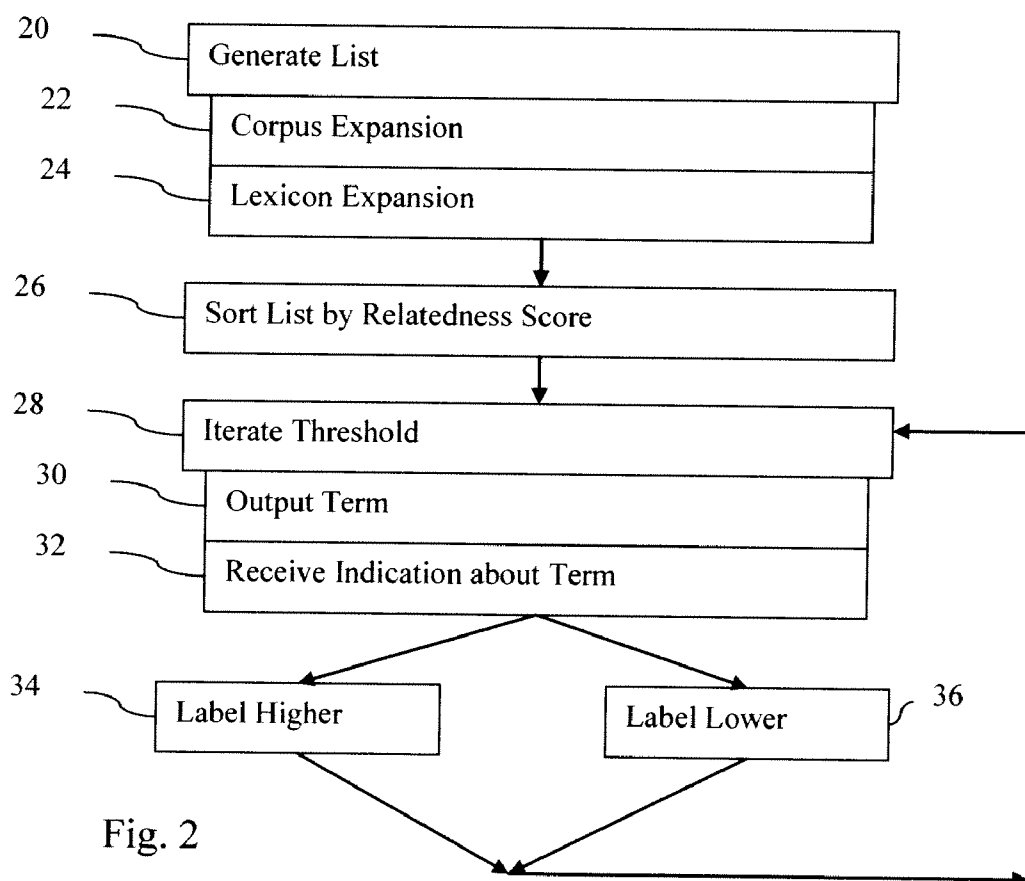 20
Generate List
22
Corpus Expansion
24
Lexicon Expansion
26
Sort List by Relatedness Score
28
Iterate Threshold
30
Output Term
32
Receive Indication about Term
34
Label Higher
Label Lower
36
Fig. 2